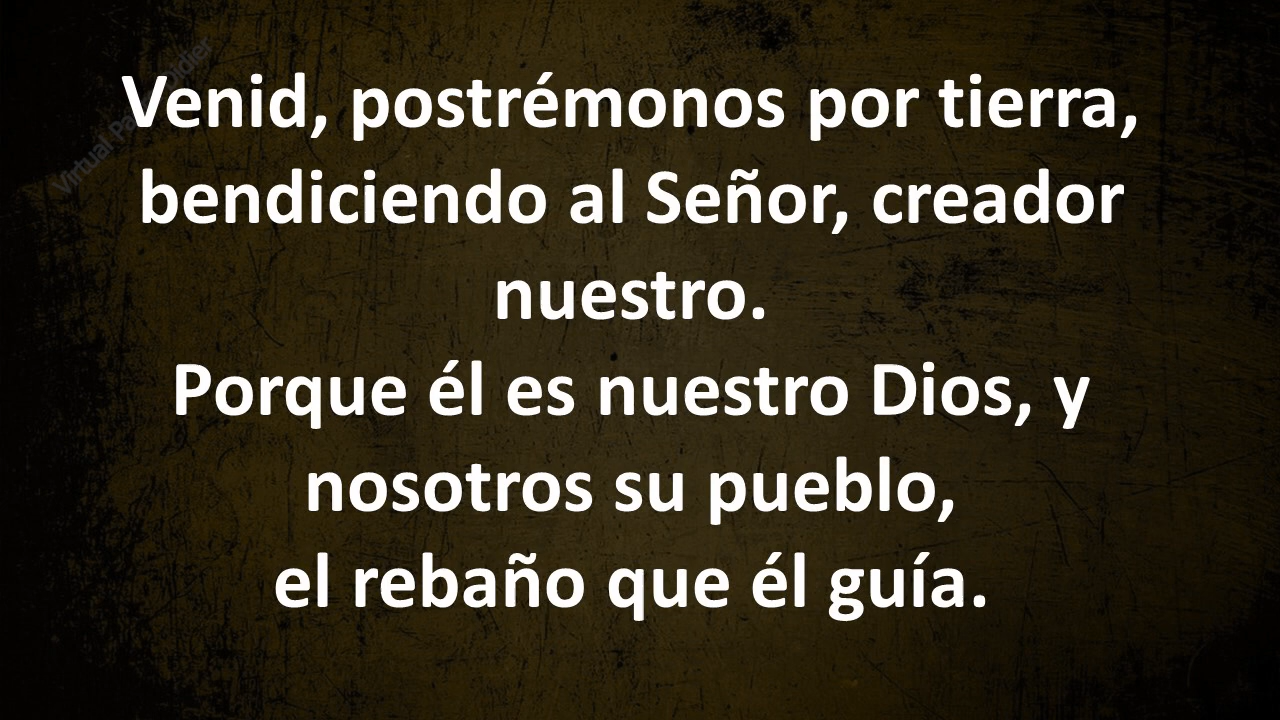 Venid, postrémonos por tierra,
bendiciendo al Señor, creador
nuestro.
Porque él es nuestro Dios, y
nosotros su pueblo,
el rebaño que él guía.